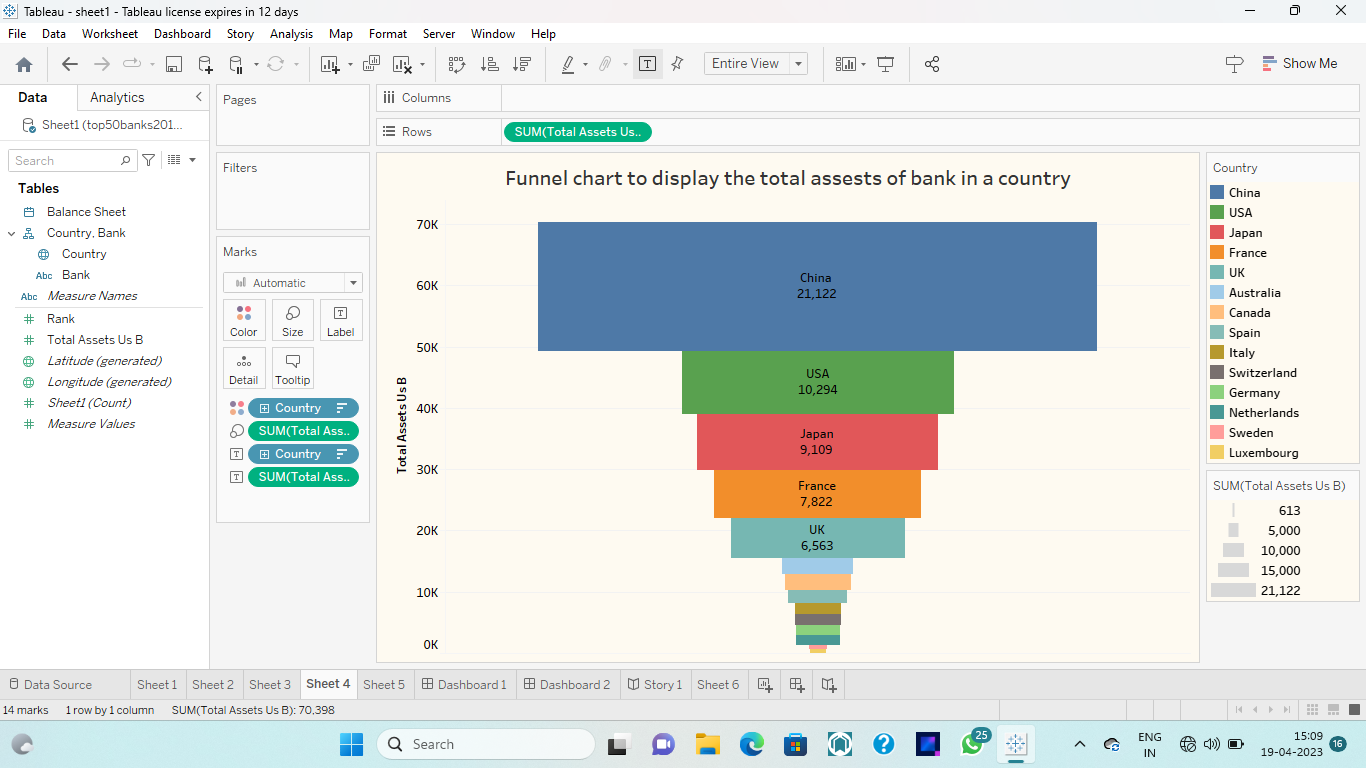 Tableau - sheet1 - Tableau license expires in 12 days
File Data Worksheet Dashboard Story Analysis Map Format Server Window Help
Entire View
Show Me
Data Analytics
Sheet1 (top50banks201...
Search
Tables
Balance Sheet
Country, Bank
Country
Abc Bank
Abc Measure Names
Rank
Total Assets Us B
Latitude (generated)
Longitude (generated)
Sheet1 (Count)
Measure Values
Pages
Filters
Marks
Automatic
Color Size Label
Detail Tooltip
Country
SUM(Total Ass..
Country
SUM(Total Ass..
Columns
Rows SUM(Total Assets Us..
Funnel chart to display the total assests of bank in a country
Total Assets Us B
70K
60K
50K
40K
30K
20K
10K
0K
China
21,122
USA
10,294
Japan
9,109
France
7,822
UK
6,563
Country
China
USA
Japan
France
UK
Australia
Canada
Spain
Italy
Switzerland
Germany
Netherlands
Sweden
Luxembourg
SUM(Total Assets Us B)
613
5,000
10,000
15,000
21,122
Data Source Sheet 1 Sheet 2 Sheet 3 Sheet 4 Sheet 5 Dashboard 1 Dashboard 2 Story 1 Sheet 6
14 marks 1 row by 1 column SUM(Total Assets Us B): 70,398
Search
25
ENG
IN
15:09
19-04-2023
16